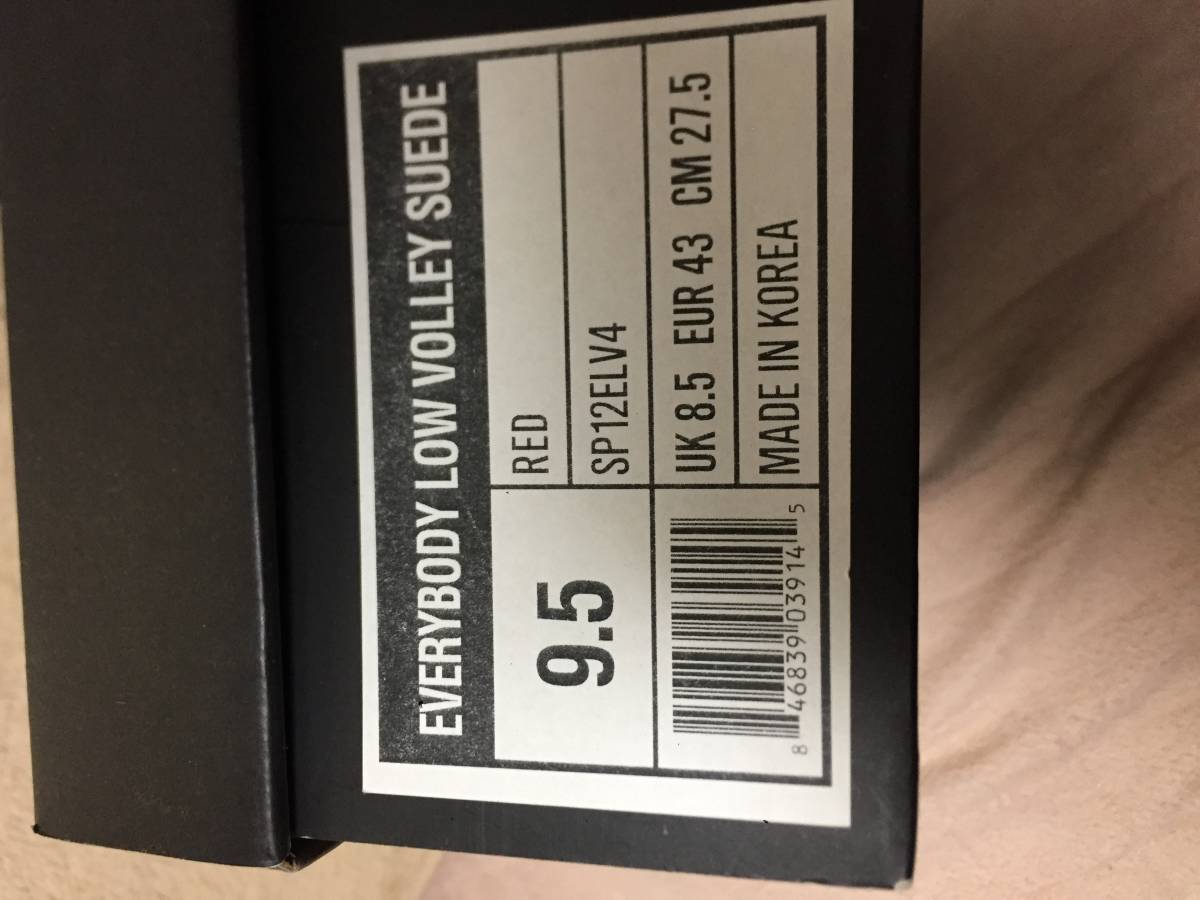 EVERYBODY LOW VOLLEY SUEDE
9.5
RED
SP12ELV4
UK 8.5 EUR 43 CM 27.5
MADE IN KOREA
8 46839 03914 5